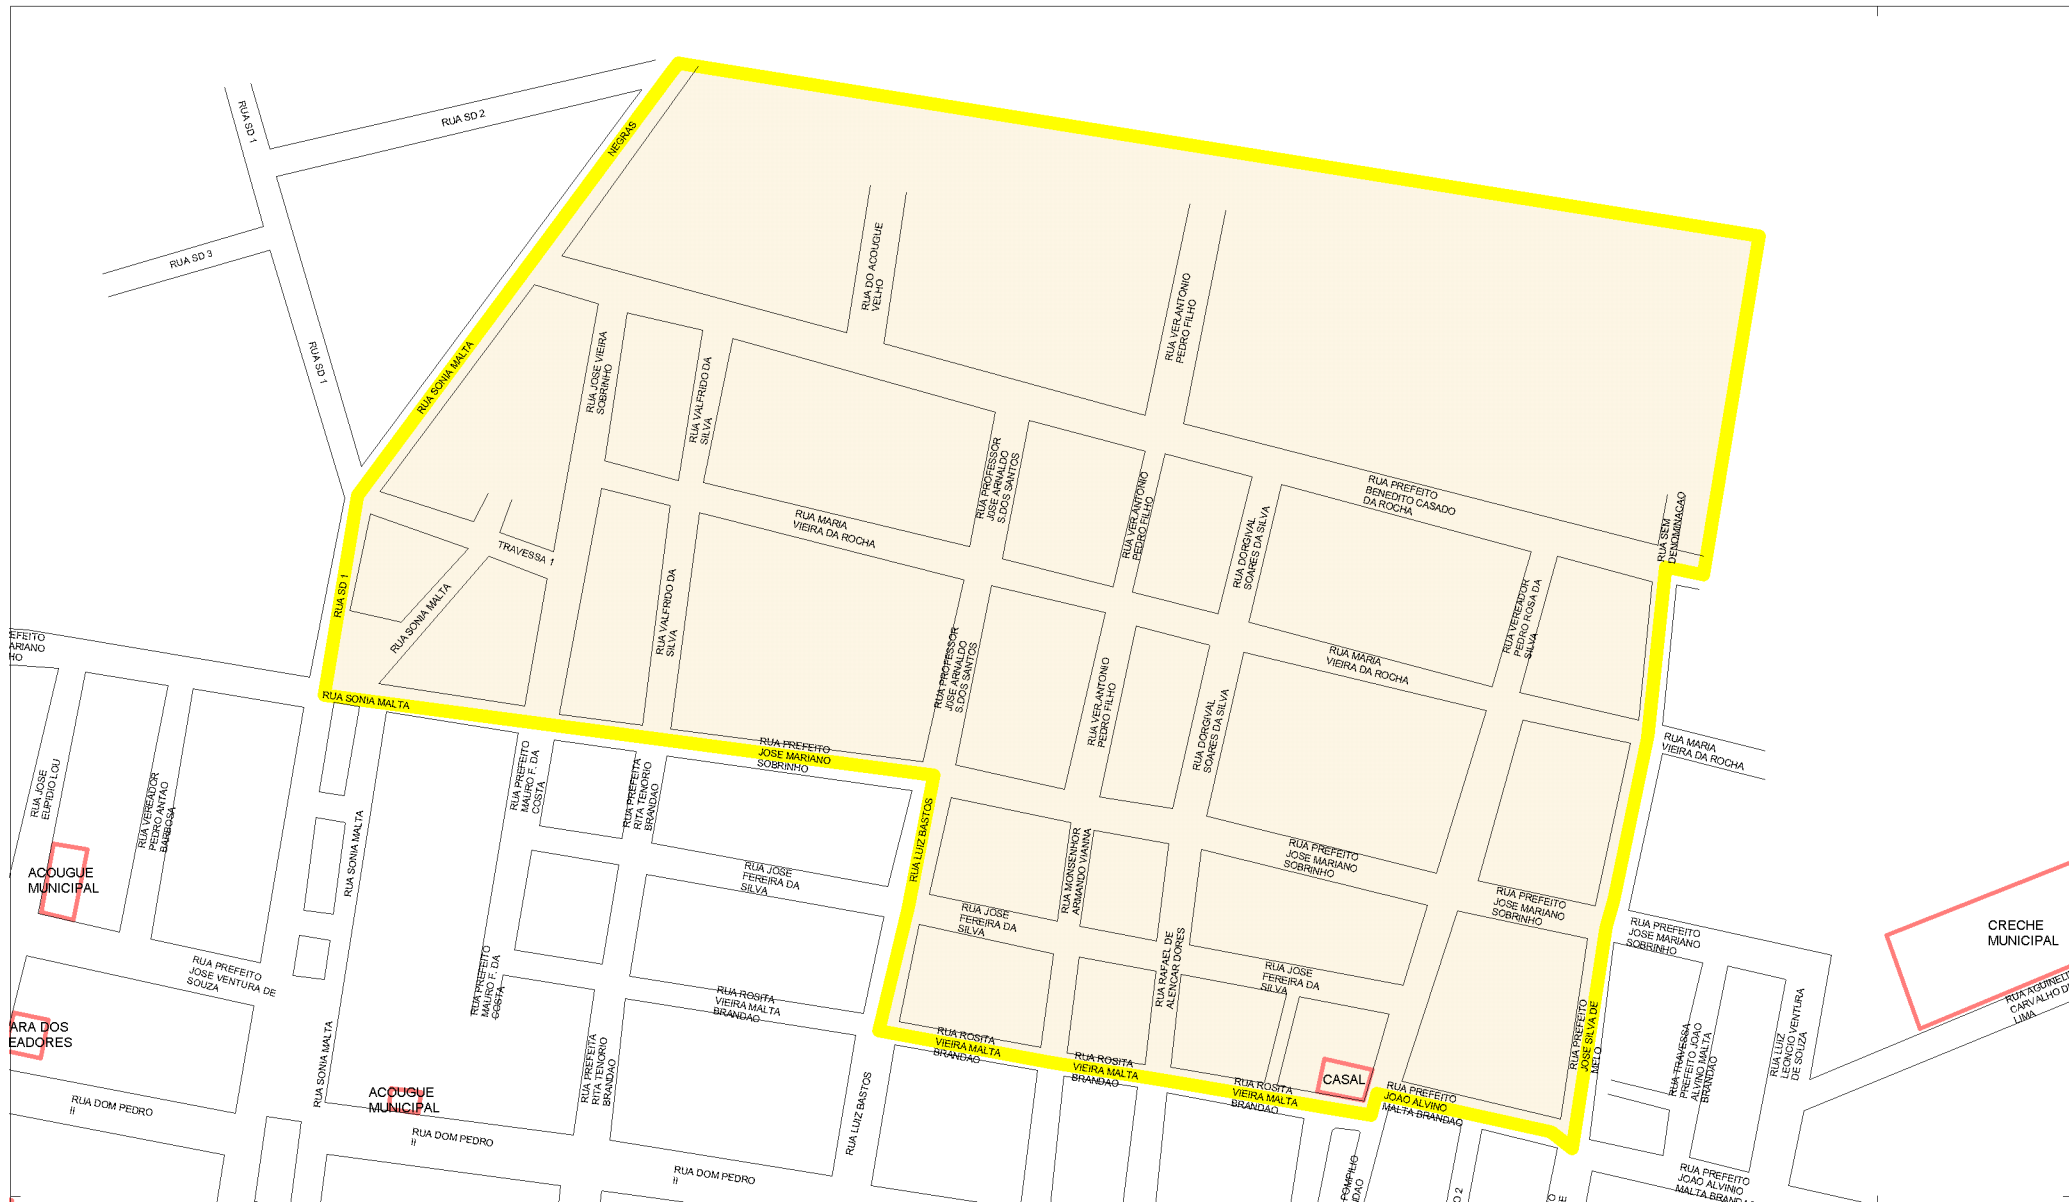 RUA SD 1
RUA SD 2
NEGRAS
RUA SD 3
RUA DO ACOUGUE
VELHO
RUA VER.ANTONIO
PEDRO FILHO
RUA SD 1
RUA SONIA MALTA
RUA JOSE VIEIRA
SOBRINHO
RUA VALFRIDO DA
SILVA
RUA PROFESSOR
JOSE ARNALDO
S.DOS SANTOS
RUA VER.ANTONIO
PEDRO FILHO
RUA PREFEITO
BENEDITO CASADO
DA ROCHA
RUA SEM
DENOMINACAO
RUA MARIA
VIEIRA DA ROCHA
RUA DORGIVAL
SOARES DA SILVA
TRAVESSA 1
RUA SD 1
RUA SONIA MALTA
RUA VALFRIDO DA
SILVA
RUA VEREADOR
PEDRO ROSA DA
SILVA
EFEITO
ARIANO
HO
RUA PROFESSOR
JOSE ARNALDO
S.DOS SANTOS
RUA VER.ANTONIO
PEDRO FILHO
RUA MARIA
VIEIRA DA ROCHA
RUA DORGIVAL
SOARES DA SILVA
RUA SONIA MALTA
RUA PREFEITO
JOSE MARIANO
SOBRINHO
RUA MARIA
VIEIRA DA ROCHA
RUA JOSE
EUPIDIO LOU
RUA VEREADOR
PEDRO ANTAO
BARBOSA
RUA SONIA MALTA
RUA PREFEITO
MAURO F. DA
COSTA
RUA PREFEITA
RITA TENORIO
BRANDAO
RUA LUIZ BASTOS
ACOUGUE
MUNICIPAL
RUA JOSE
FEREIRA DA
SILVA
RUA MONSENHOR
ARMANDO VIANNA
RUA PREFEITO
JOSE MARIANO
SOBRINHO
RUA PREFEITO
JOSE MARIANO
SOBRINHO
RUA JOSE
FEREIRA DA
SILVA
RUA PREFEITO
JOSE MARIANO
SOBRINHO
CRECHE
MUNICIPAL
RUA PREFEITO
JOSE VENTURA DE
SOUZA
RUA PREFEITO
MAURO F. DA
COSTA
RUA ROSITA
VIEIRA MALTA
BRANDAO
RUA RAFAEL DE
ALENCAR DORES
RUA JOSE
FEREIRA DA
SILVA
CARVALHO DE
LIMA
ARA DOS
EADORES
RUA SONIA MALTA
RUA PREFEITA
RITA TENORIO
BRANDAO
RUA ROSITA
VIEIRA MALTA
BRANDAO
RUA ROSITA
VIEIRA MALTA
BRANDAO
RUA ROSITA
VIEIRA MALTA
BRANDAO
CASAL
RUA PREFEITO
JOSE SILVA DE
MELO
RUA TRAVESSA
PREFEITO JOAO
ALVINO MALTA
BRANDAO
RUA LUIZ
LEONCIO VENTURA
DE SOUZA
RUA PREFEITO
JOAO ALVINO
MALTA BRANDAO
ACOUGUE
MUNICIPAL
RUA DOM PEDRO
II
RUA DOM PEDRO
II
RUA LUIZ BASTOS
RUA DOM PEDRO
II
RUA PREFEITO
JOAO ALVINIO